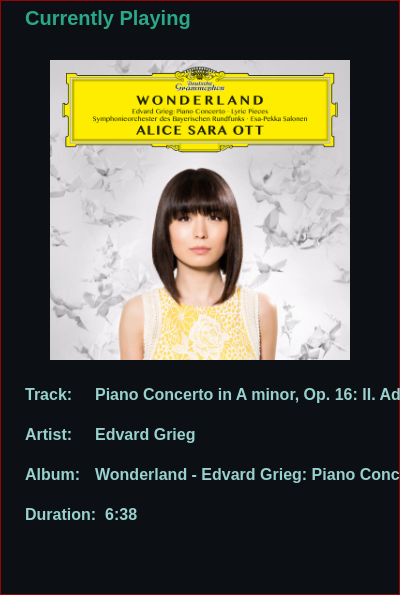 Currently Playing
Deutsche
Grammophon
WONDERLAND
Edvard Grieg: Piano Concerto · Lyric Pieces
Symphonieorchester des Bayerischen Rundfunks · Esa-Pekka Salonen
ALICE SARA OTT
Track: Piano Concerto in A minor, Op. 16: II. Ad
Artist: Edvard Grieg
Album: Wonderland - Edvard Grieg: Piano Conc
Duration: 6:38